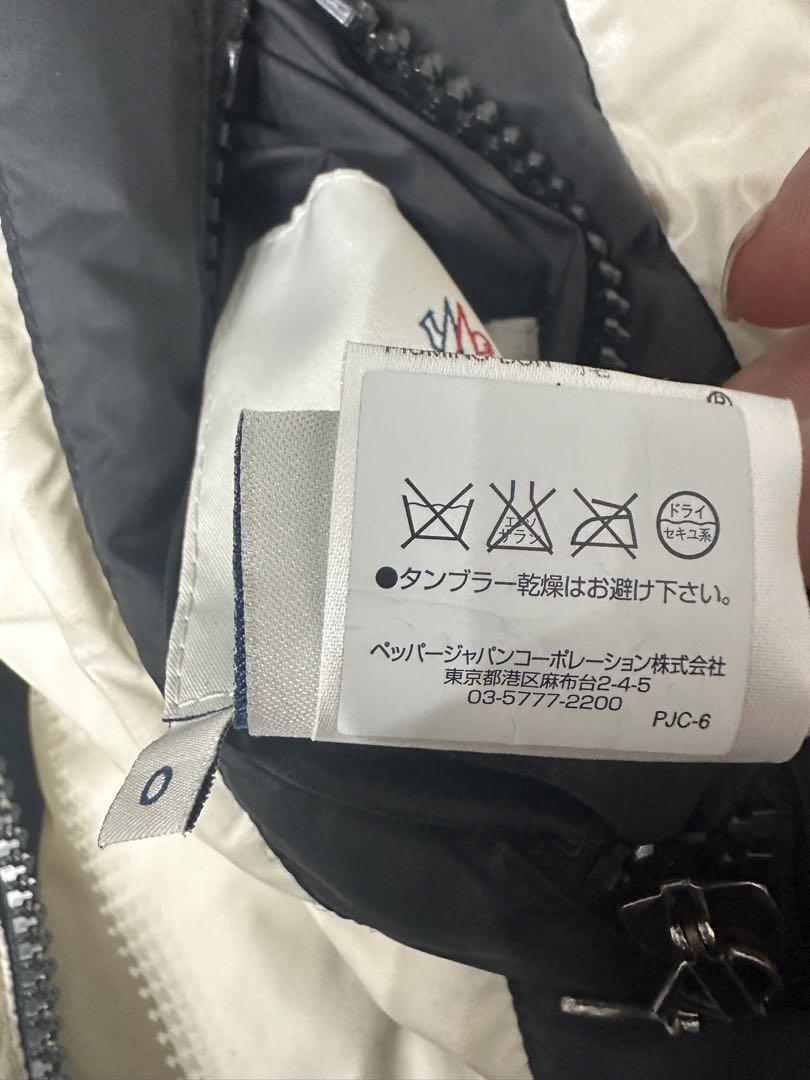 ®
エンソ
サラシ
ドライ
セキユ系
●タンブラー乾燥はお避け下さい。
ペッパージャパンコーポレーション株式会社
東京都港区麻布台2-4-5
03-5777-2200
PJC-6
0